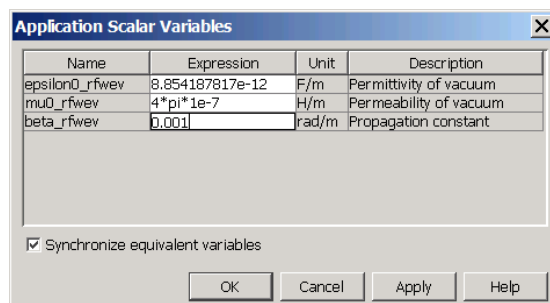 Application Scalar Variables
Name Expression Unit Description
epsilon0_rfwev 8.854187817e-12 F/m Permittivity of vacuum
mu0_rfwev 4*pi*1e-7 H/m Permeability of vacuum
beta_rfwev 0.001 rad/m Propagation constant
Synchronize equivalent variables
OK Cancel Apply Help